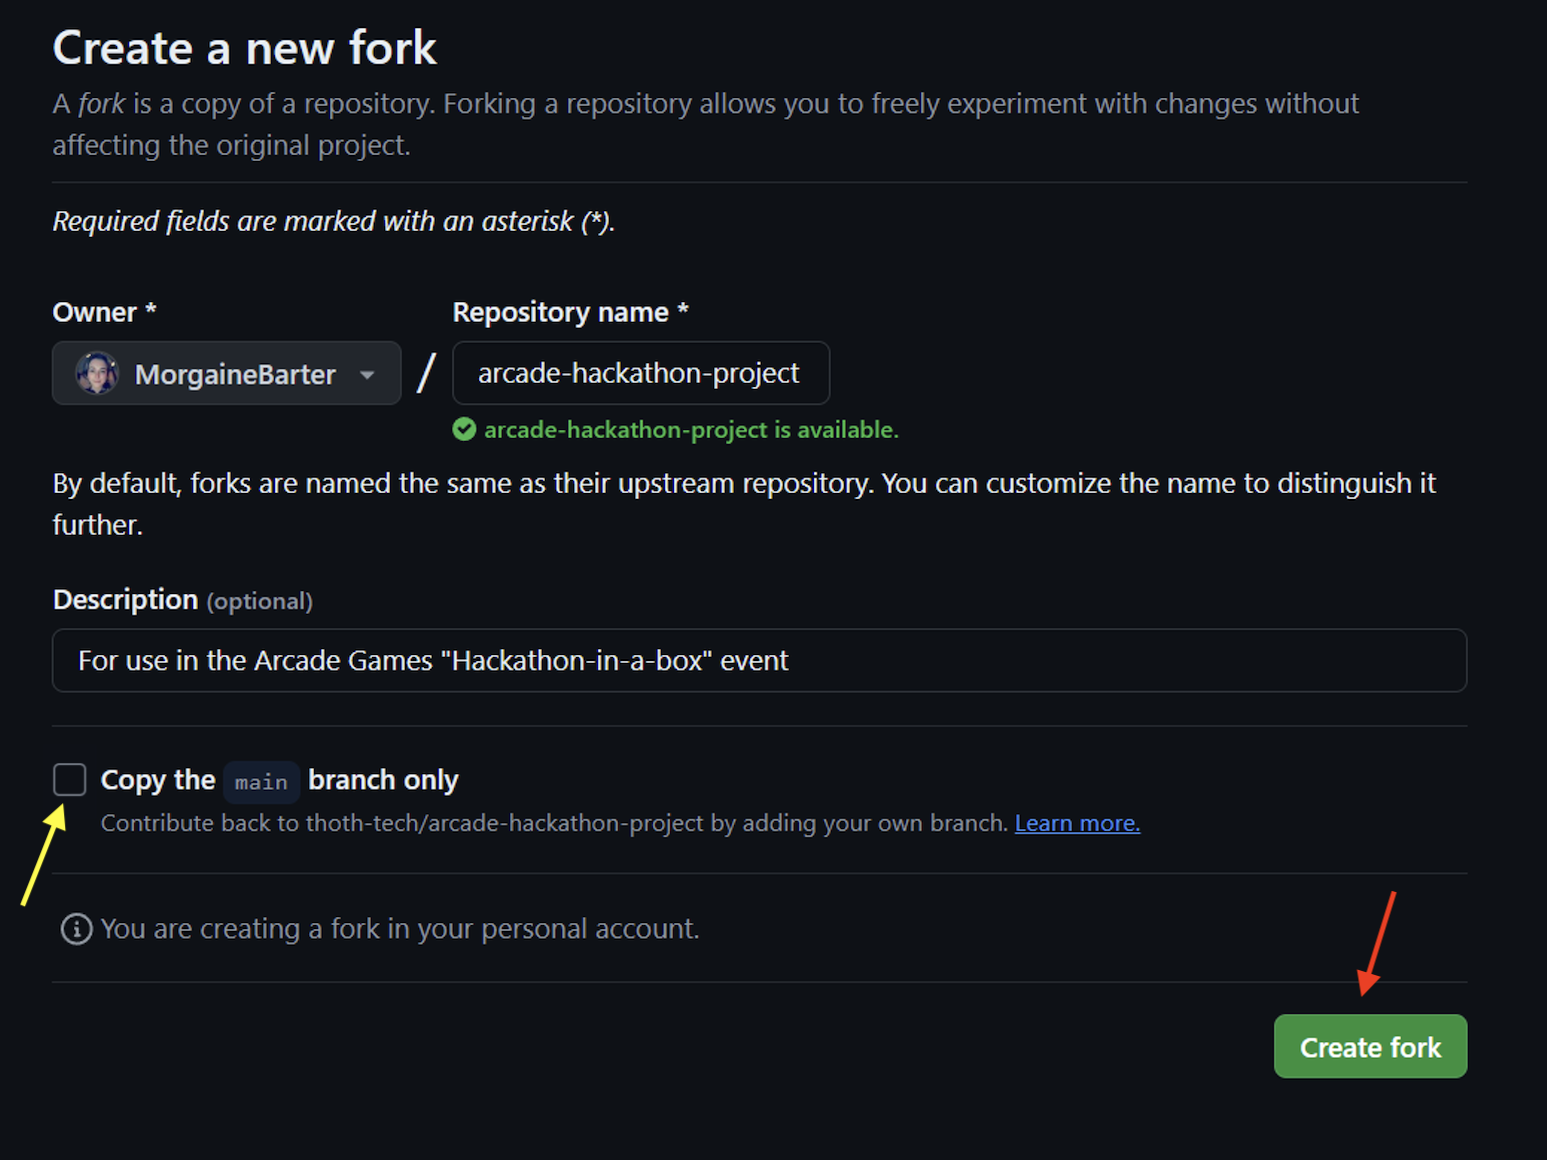 Create a new fork
A fork is a copy of a repository. Forking a repository allows you to freely experiment with changes without
affecting the original project.
Required fields are marked with an asterisk (*).
Owner * Repository name *
MorgaineBarter / arcade-hackathon-project
arcade-hackathon-project is available.
By default, forks are named the same as their upstream repository. You can customize the name to distinguish it
further.
Description (optional)
For use in the Arcade Games "Hackathon-in-a-box" event
Copy the main branch only
Contribute back to thoth-tech/arcade-hackathon-project by adding your own branch. Learn more.
You are creating a fork in your personal account.
Create fork